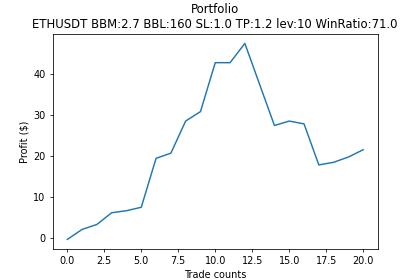 Portfolio
ETHUSDT BBM:2.7 BBL:160 SL:1.0 TP:1.2 lev:10 WinRatio:71.0
40
30
20
10
0
Profit ($)
0.0 2.5 5.0 7.5 10.0 12.5 15.0 17.5 20.0
Trade counts